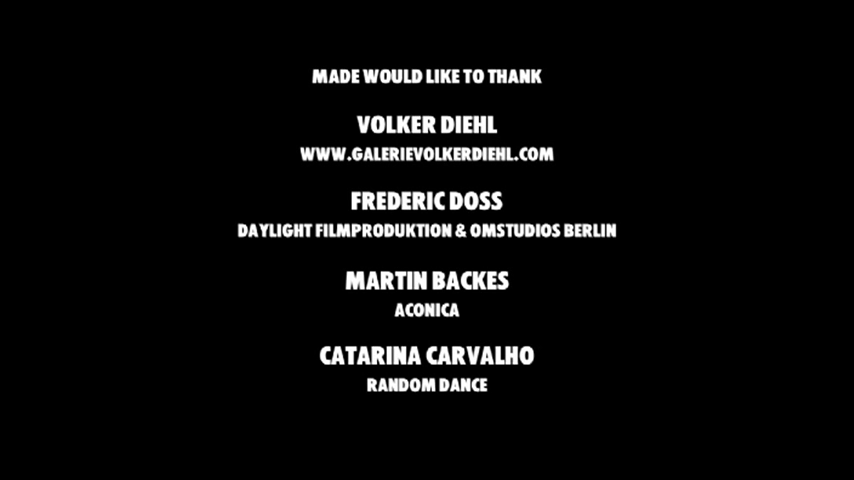 MADE WOULD LIKE TO THANK
VOLKER DIEHL
WWW.GALERIEVOLKERDIEHL.COM
FREDERIC DOSS
DAYLIGHT FILMPRODUKTION & OMSTUDIOS BERLIN
MARTIN BACKES
ACONICA
CATARINA CARVALHO
RANDOM DANCE